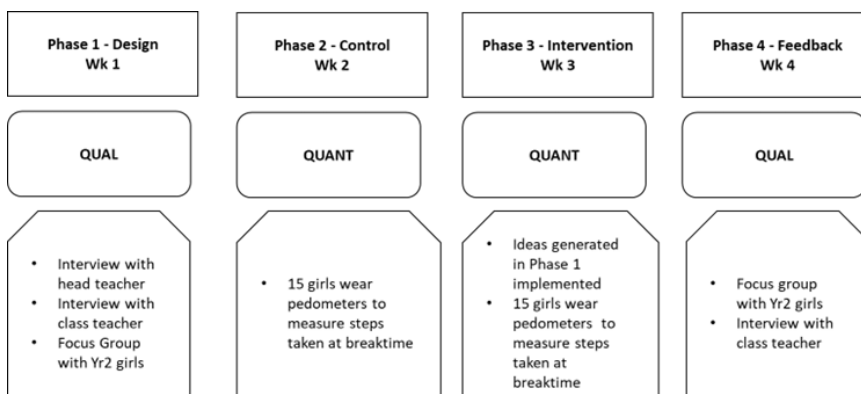 Phase 1 - Design
Wk 1
Phase 2 - Control
Wk 2
Phase 3 - Intervention
Wk 3
Phase 4 - Feedback
Wk 4
QUAL
QUANT
QUANT
QUAL
• Interview with
head teacher
• Interview with
class teacher
• Focus Group
with Yr2 girls
• 15 girls wear
pedometers to
measure steps
taken at breaktime
• Ideas generated
in Phase 1
implemented
• 15 girls wear
pedometers to
measure steps
taken at
breaktime
• Focus group
with Yr2 girls
• Interview with
class teacher